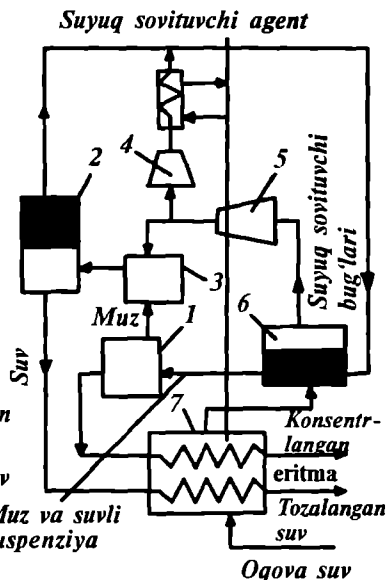 Suyuq sovituvchi agent
4
5
2
Suyuq sovituvchi
bug'lari
3
6
Muz
1
Suv
7
Konsentr-
langan
eritma
Tozalangan
suv
Muz va suvli
Oqova suv